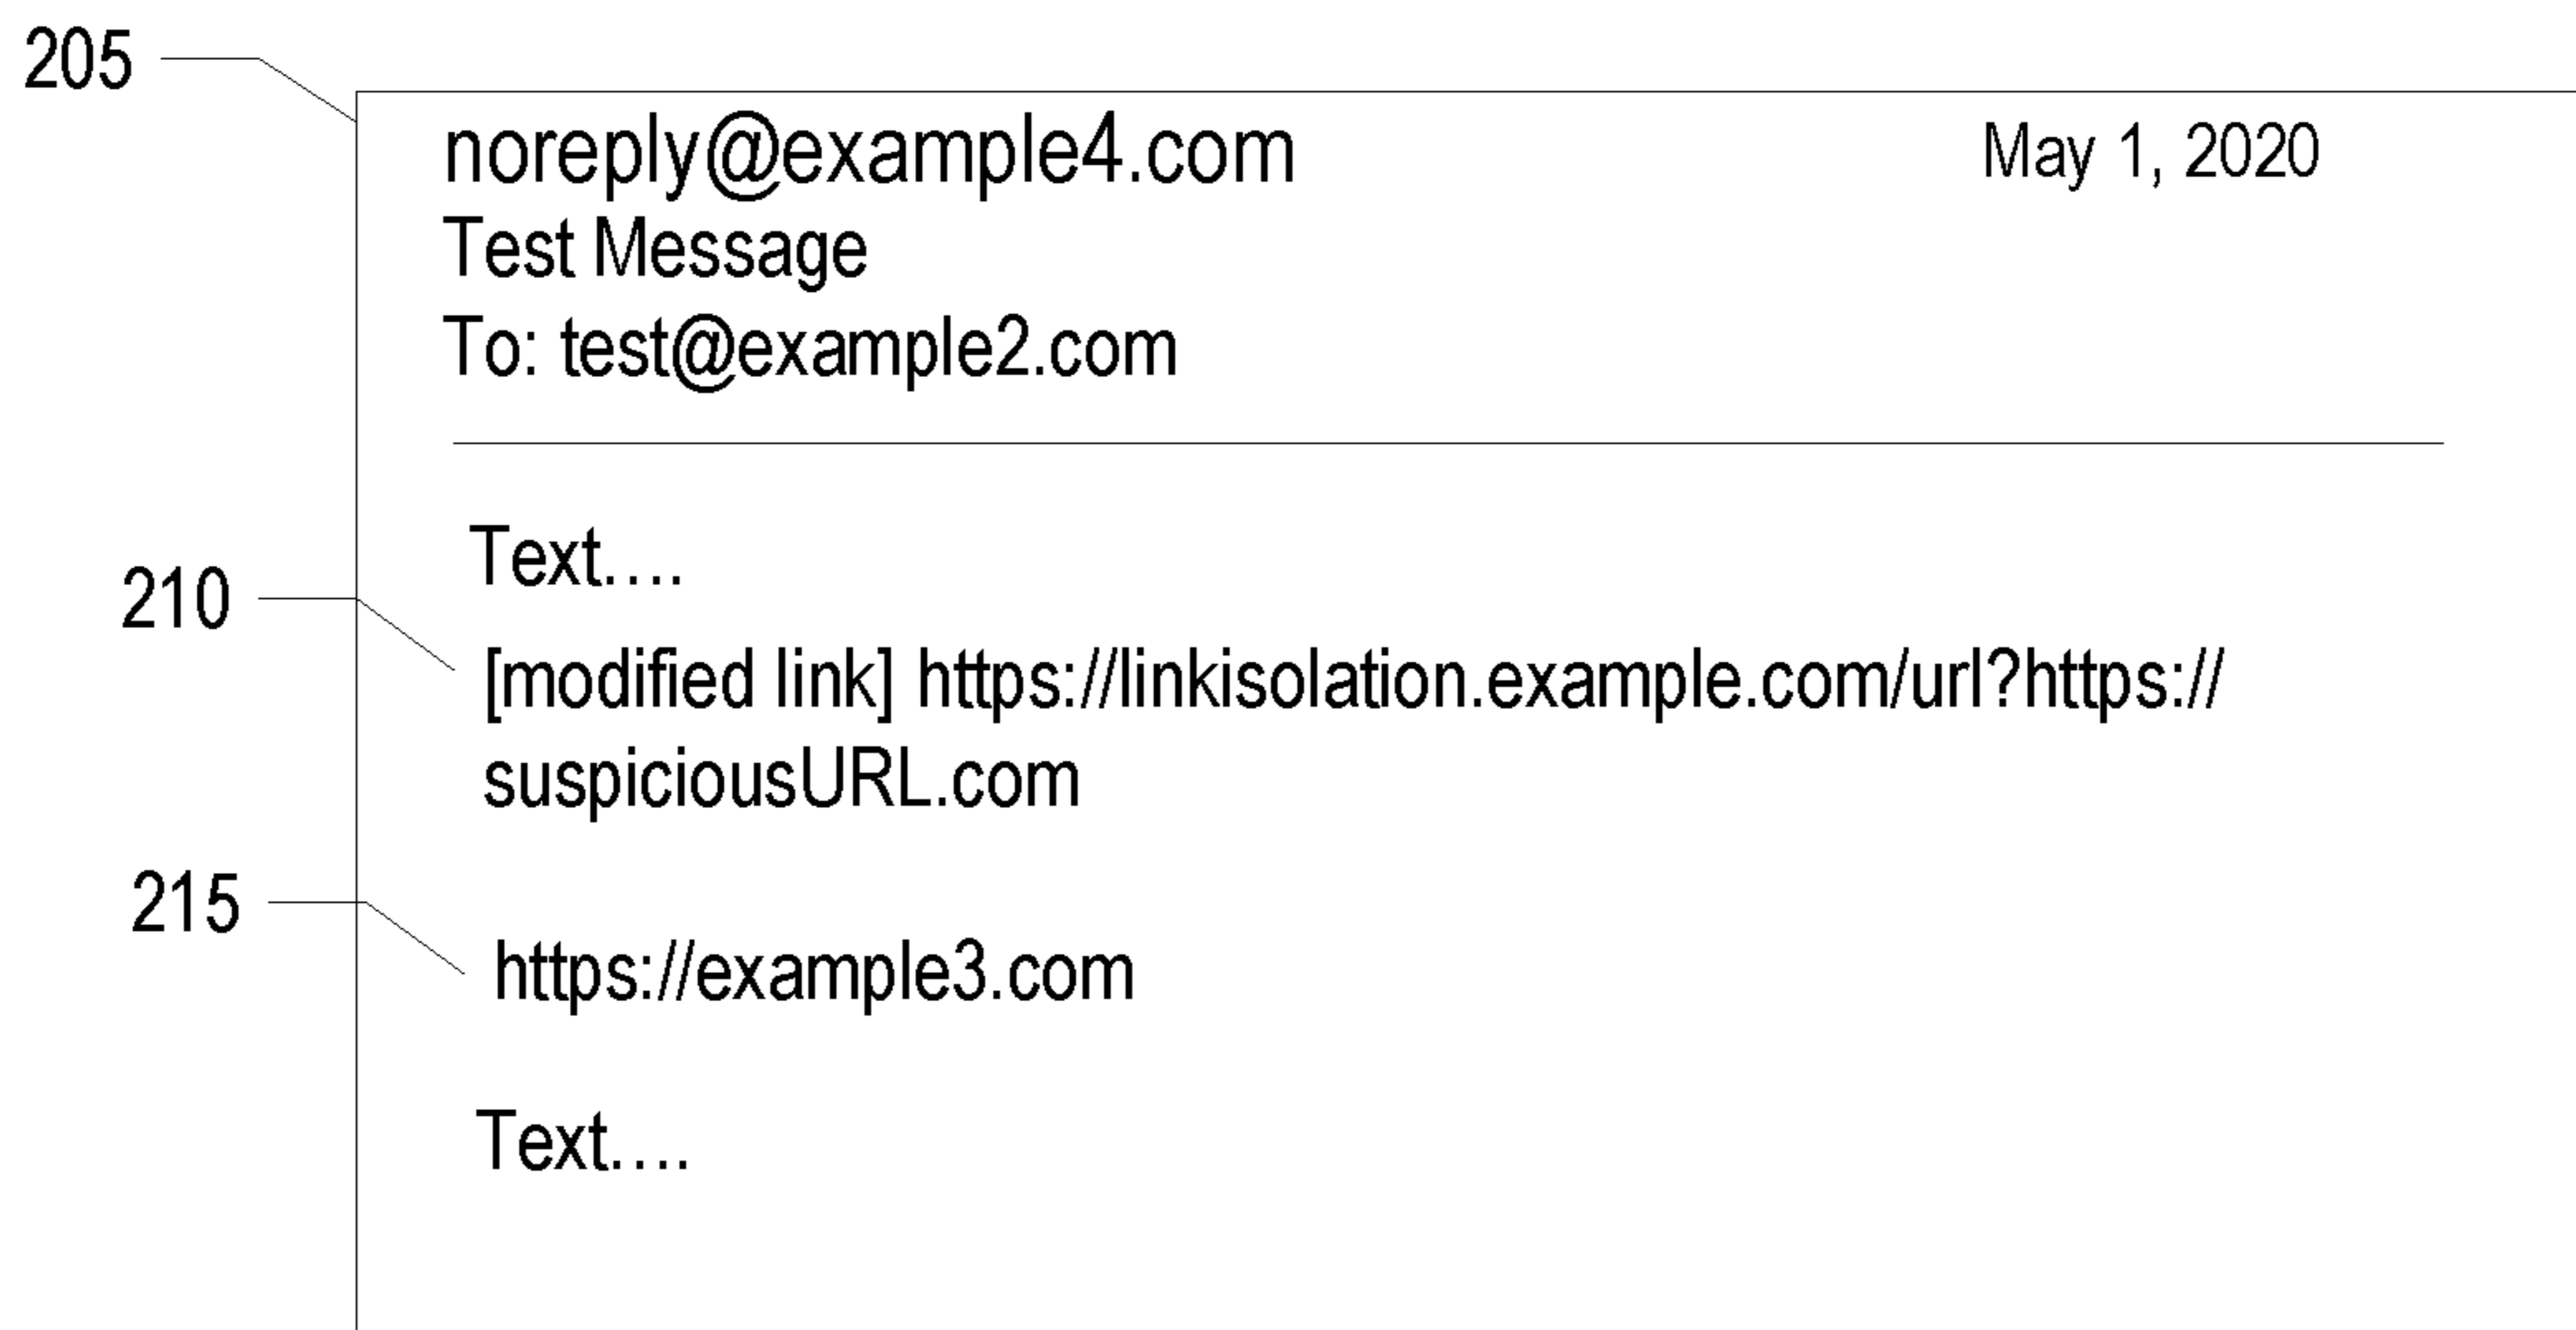 205
noreply@example4.com May 1, 2020
Test Message
To: test@example2.com
Text....
210
[modified link] https://linkisolation.example.com/url?https://
suspiciousURL.com
215
https://example3.com
Text....